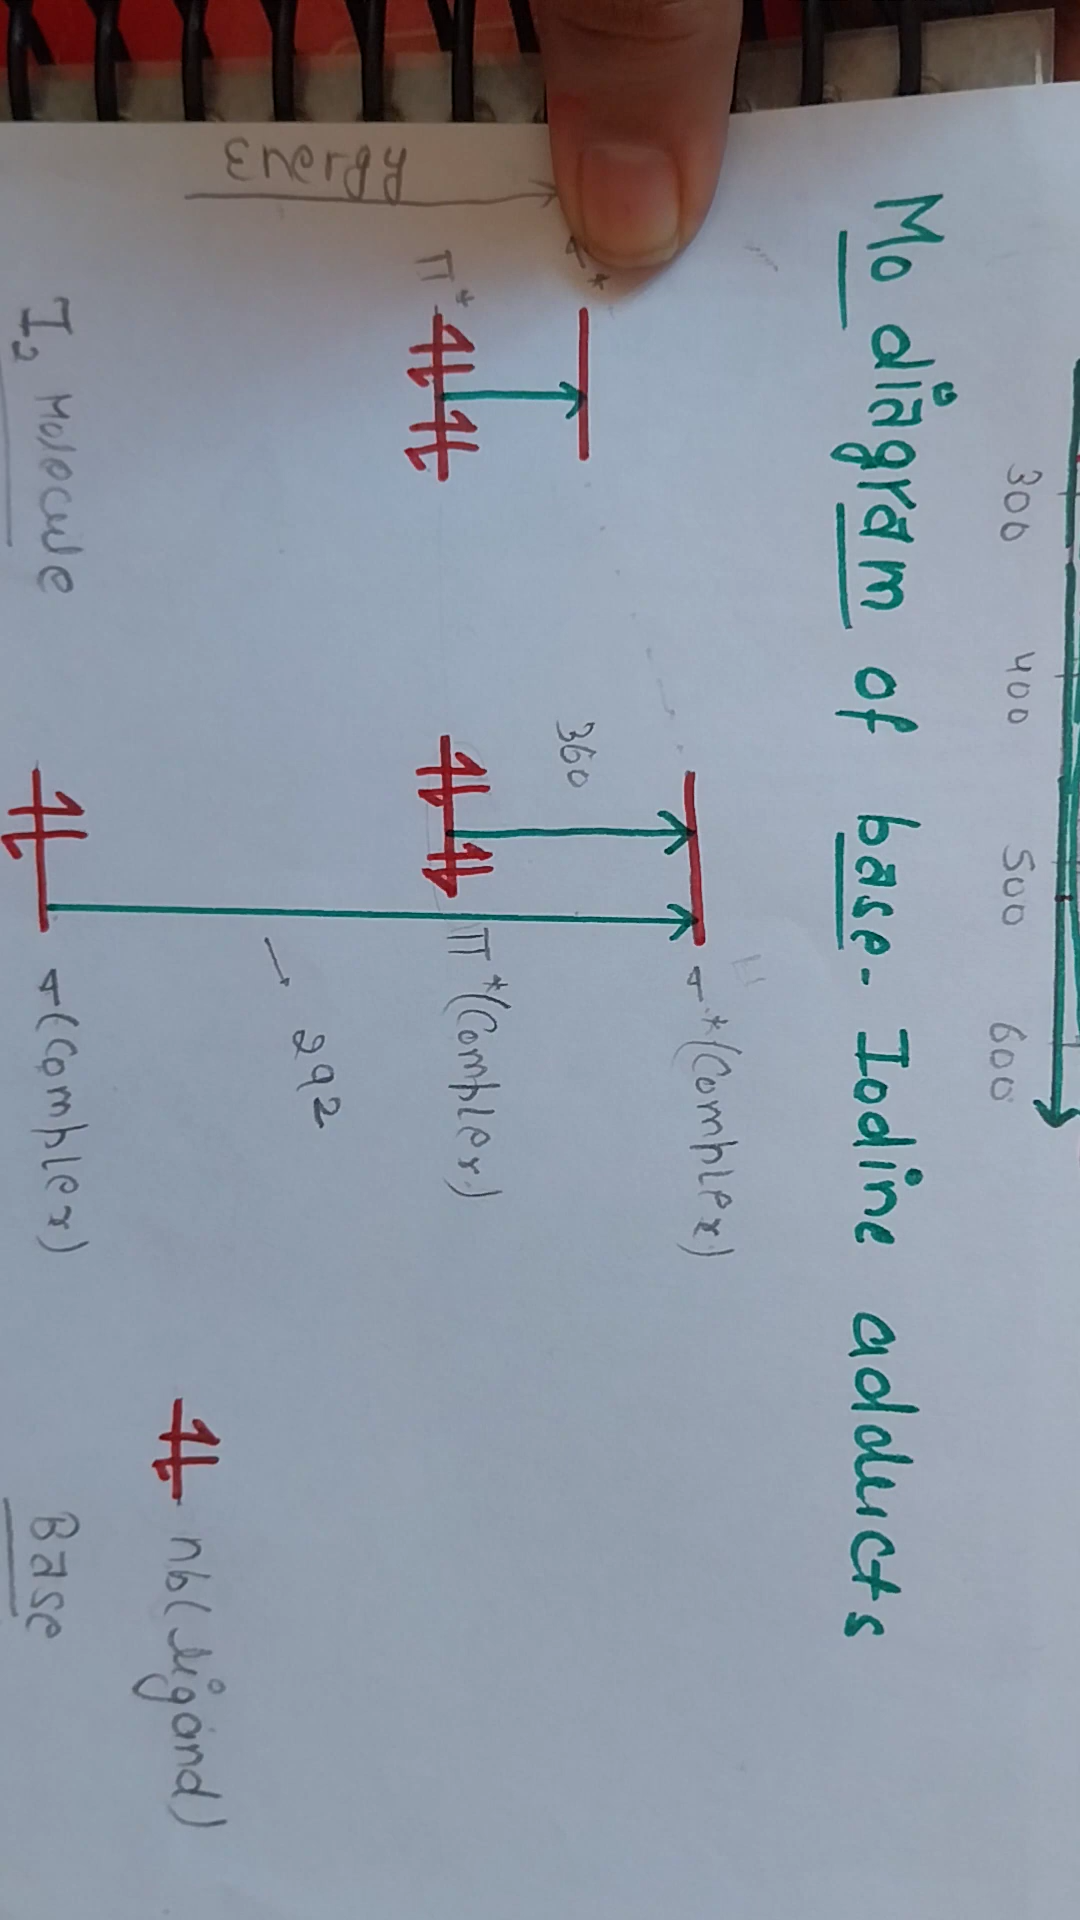 300 400 500 600
MO diagram of base-Iodine adducts
Energy
σ*
σ*(Complex)
360
π*
π*(Complex)
292
nb(ligand)
σ(Complex)
I₂ Molecule
Base